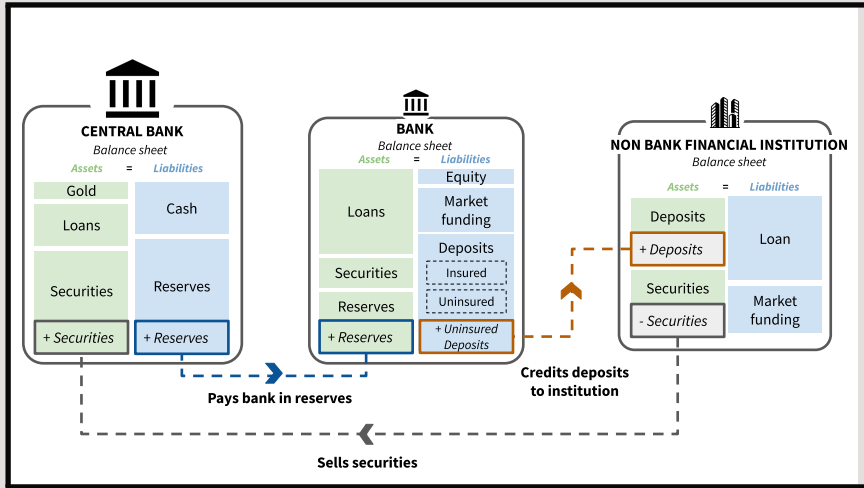 CENTRAL BANK
Balance sheet
Assets = Liabilities
Gold
Loans
Securities
+ Securities
Cash
Reserves
+ Reserves
BANK
Balance sheet
Assets = Liabilities
Loans
Securities
Reserves
+ Reserves
Equity
Market
funding
Deposits
Insured
Uninsured
+ Uninsured
Deposits
NON BANK FINANCIAL INSTITUTION
Balance sheet
Assets = Liabilities
Deposits
+ Deposits
Securities
- Securities
Loan
Market
funding
Pays bank in reserves
Credits deposits
to institution
Sells securities